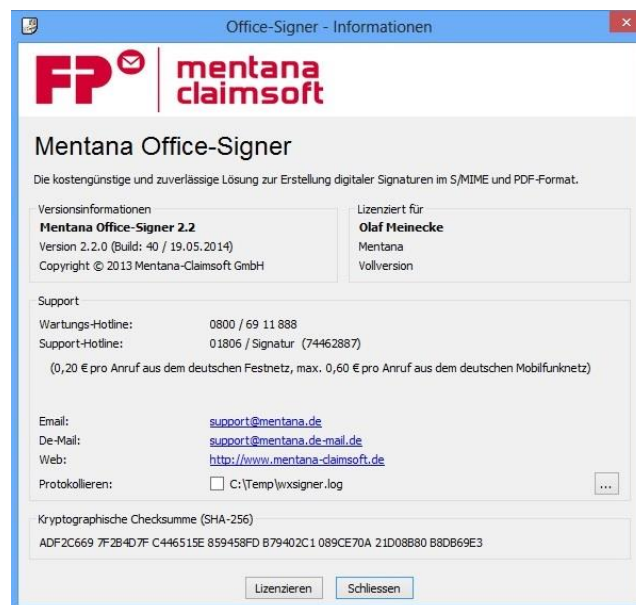 Office-Signer - Informationen
FP
mentana
claimsoft
Mentana Office-Signer
Die kostengünstige und zuverlässige Lösung zur Erstellung digitaler Signaturen im S/MIME und PDF-Format.
Versionsinformationen
Mentana Office-Signer 2.2
Version 2.2.0 (Build: 40 / 19.05.2014)
Copyright © 2013 Mentana-Claimsoft GmbH
Lizenziert für
Olaf Meinecke
Mentana
Vollversion
Support
Wartungs-Hotline: 0800 / 69 11 888
Support-Hotline: 01806 / Signatur (74462887)
(0,20 € pro Anruf aus dem deutschen Festnetz, max. 0,60 € pro Anruf aus dem deutschen Mobilfunknetz)
Email: support@mentana.de
De-Mail: support@mentana.de-mail.de
Web: http://www.mentana-claimsoft.de
Protokollieren: C:\Temp\wxsigner.log ...
Kryptographische Checksumme (SHA-256)
ADF2C669 7F2B4D7F C446515E 859458FD B79402C1 089CE70A 21D08B80 B8DB69E3
Lizenzieren Schliessen